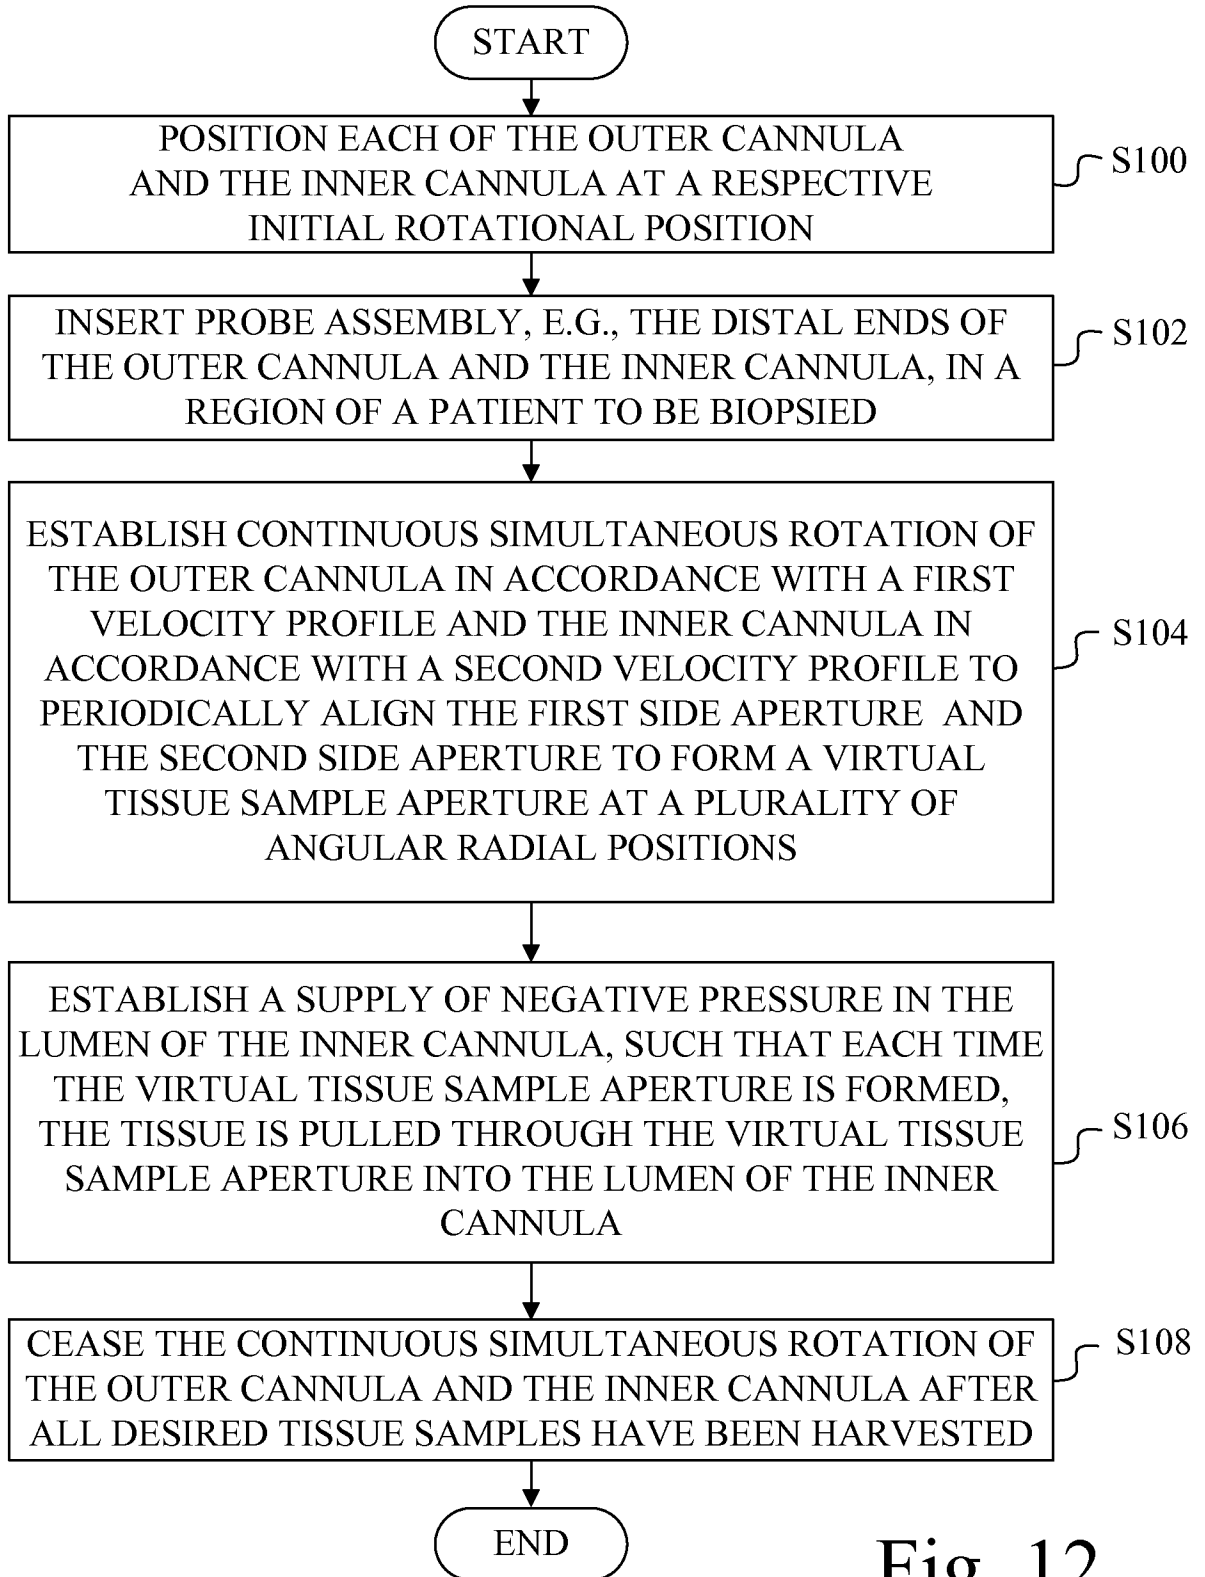 START
POSITION EACH OF THE OUTER CANNULA
AND THE INNER CANNULA AT A RESPECTIVE
INITIAL ROTATIONAL POSITION
S100
INSERT PROBE ASSEMBLY, E.G., THE DISTAL ENDS OF
THE OUTER CANNULA AND THE INNER CANNULA, IN A
REGION OF A PATIENT TO BE BIOPSIED
S102
ESTABLISH CONTINUOUS SIMULTANEOUS ROTATION OF
THE OUTER CANNULA IN ACCORDANCE WITH A FIRST
VELOCITY PROFILE AND THE INNER CANNULA IN
ACCORDANCE WITH A SECOND VELOCITY PROFILE TO
PERIODICALLY ALIGN THE FIRST SIDE APERTURE AND
THE SECOND SIDE APERTURE TO FORM A VIRTUAL
TISSUE SAMPLE APERTURE AT A PLURALITY OF
ANGULAR RADIAL POSITIONS
S104
ESTABLISH A SUPPLY OF NEGATIVE PRESSURE IN THE
LUMEN OF THE INNER CANNULA, SUCH THAT EACH TIME
THE VIRTUAL TISSUE SAMPLE APERTURE IS FORMED,
THE TISSUE IS PULLED THROUGH THE VIRTUAL TISSUE
SAMPLE APERTURE INTO THE LUMEN OF THE INNER
CANNULA
S106
CEASE THE CONTINUOUS SIMULTANEOUS ROTATION OF
THE OUTER CANNULA AND THE INNER CANNULA AFTER
ALL DESIRED TISSUE SAMPLES HAVE BEEN HARVESTED
S108
END
Fig. 12